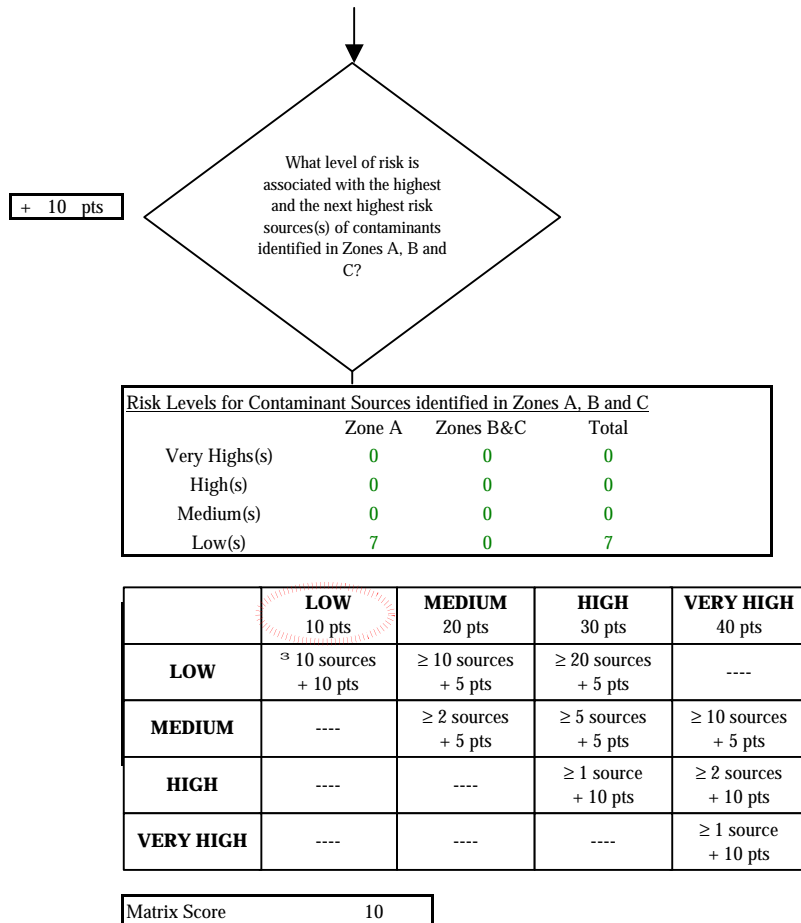 What level of risk is
associated with the highest
and the next highest risk
sources(s) of contaminants
identified in Zones A, B and
C?
+ 10 pts
Risk Levels for Contaminant Sources identified in Zones A, B and C
Zone A Zones B&C Total
Very Highs(s) 0 0 0
High(s) 0 0 0
Medium(s) 0 0 0
Low(s) 7 0 7
LOW MEDIUM HIGH VERY HIGH
10 pts 20 pts 30 pts 40 pts
LOW ³ 10 sources ≥ 10 sources ≥ 20 sources ----
+ 10 pts + 5 pts + 5 pts
MEDIUM ---- ≥ 2 sources ≥ 5 sources ≥ 10 sources
+ 5 pts + 5 pts + 5 pts
HIGH ---- ---- ≥ 1 source ≥ 2 sources
+ 10 pts + 10 pts
VERY HIGH ---- ---- ---- ≥ 1 source
+ 10 pts
Matrix Score 10